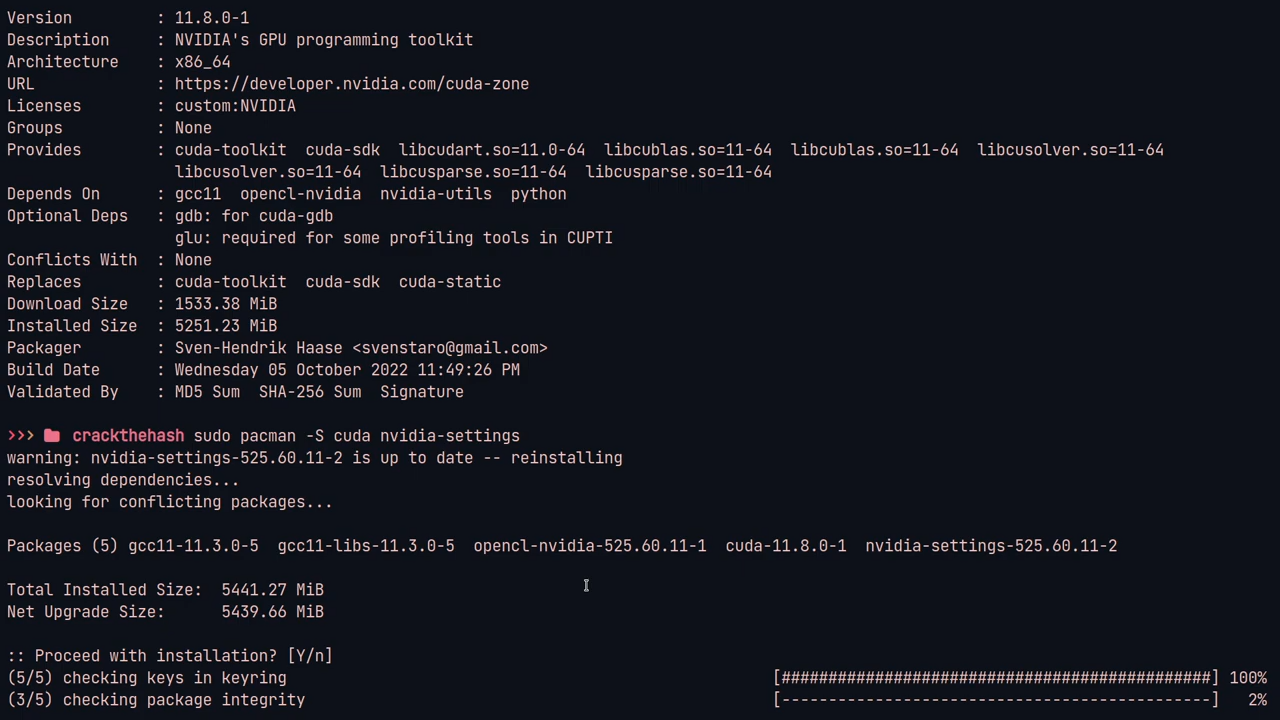 Version         : 11.8.0-1
Description     : NVIDIA's GPU programming toolkit
Architecture    : x86_64
URL             : https://developer.nvidia.com/cuda-zone
Licenses        : custom:NVIDIA
Groups          : None
Provides        : cuda-toolkit  cuda-sdk  libcudart.so=11.0-64  libcublas.so=11-64  libcublas.so=11-64  libcusolver.so=11-64
                  libcusolver.so=11-64  libcusparse.so=11-64  libcusparse.so=11-64
Depends On      : gcc11  opencl-nvidia  nvidia-utils  python
Optional Deps   : gdb: for cuda-gdb
                  glu: required for some profiling tools in CUPTI
Conflicts With  : None
Replaces        : cuda-toolkit  cuda-sdk  cuda-static
Download Size   : 1533.38 MiB
Installed Size  : 5251.23 MiB
Packager        : Sven-Hendrik Haase <svenstaro@gmail.com>
Build Date      : Wednesday 05 October 2022 11:49:26 PM
Validated By    : MD5 Sum  SHA-256 Sum  Signature
>>> crackthehash sudo pacman -S cuda nvidia-settings
warning: nvidia-settings-525.60.11-2 is up to date -- reinstalling
resolving dependencies...
looking for conflicting packages...
Packages (5) gcc11-11.3.0-5  gcc11-libs-11.3.0-5  opencl-nvidia-525.60.11-1  cuda-11.8.0-1  nvidia-settings-525.60.11-2
Total Installed Size:  5441.27 MiB
Net Upgrade Size:      5439.66 MiB
:: Proceed with installation? [Y/n]
(5/5) checking keys in keyring [##############################################] 100%
(3/5) checking package integrity [----------------------------------------------] 2%